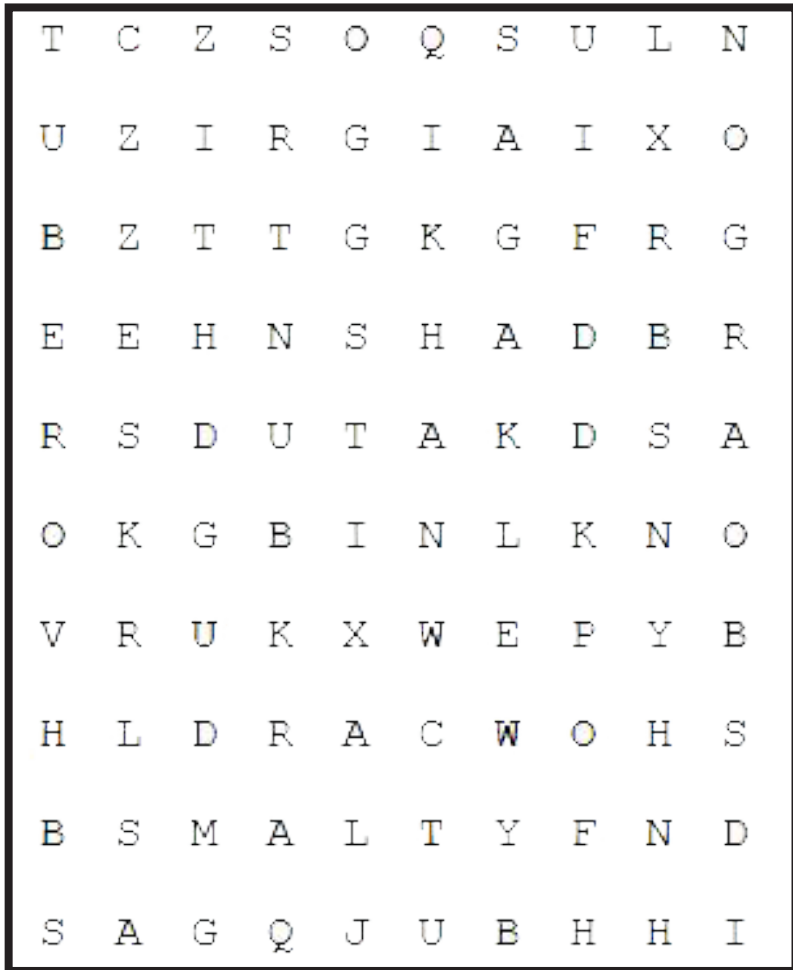 T C Z S O Q S U L N
U Z I R G I A I X O
B Z T T G K G F R G
E E H N S H A D B R
R S D U T A K D S A
O K G B I N L K N O
V R U K X W E P Y B
H L D R A C W O H S
B S M A L T Y F N D
S A G Q J U B H H I